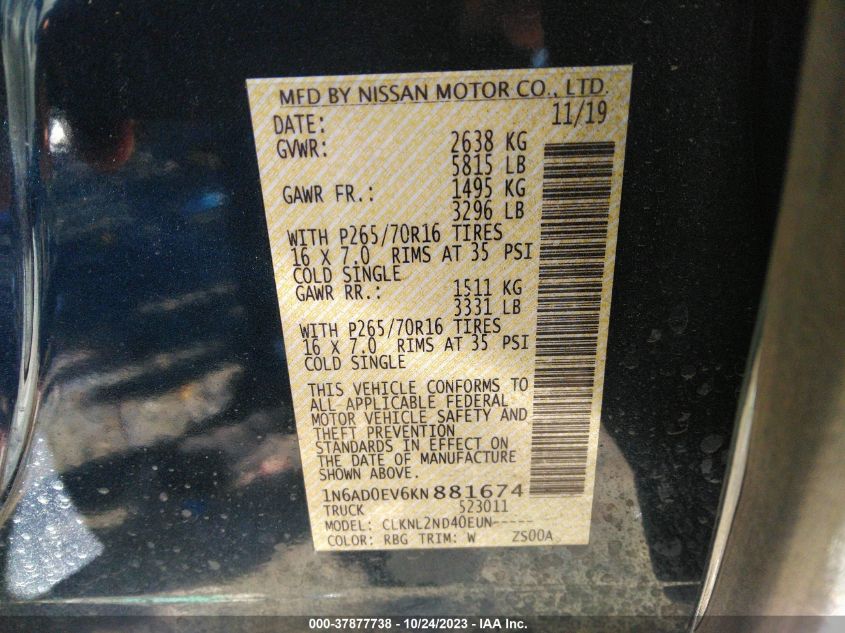 MFD BY NISSAN MOTOR CO., LTD.
DATE: 11/19
GVWR: 2638 KG
5815 LB
GAWR FR.: 1495 KG
3296 LB
WITH P265/70R16 TIRES
16 X 7.0 RIMS AT 35 PSI
COLD SINGLE
GAWR RR.: 1511 KG
3331 LB
WITH P265/70R16 TIRES
16 X 7.0 RIMS AT 35 PSI
COLD SINGLE
THIS VEHICLE CONFORMS TO
ALL APPLICABLE FEDERAL
MOTOR VEHICLE SAFETY AND
THEFT PREVENTION
STANDARDS IN EFFECT ON
THE DATE OF MANUFACTURE
SHOWN ABOVE.
1N6AD0EV6KN881674
TRUCK 523011
MODEL: CLKNL2ND40EUN-----
COLOR: RBG TRIM: W ZS00A
000-37877738 - 10/24/2023 - IAA Inc.